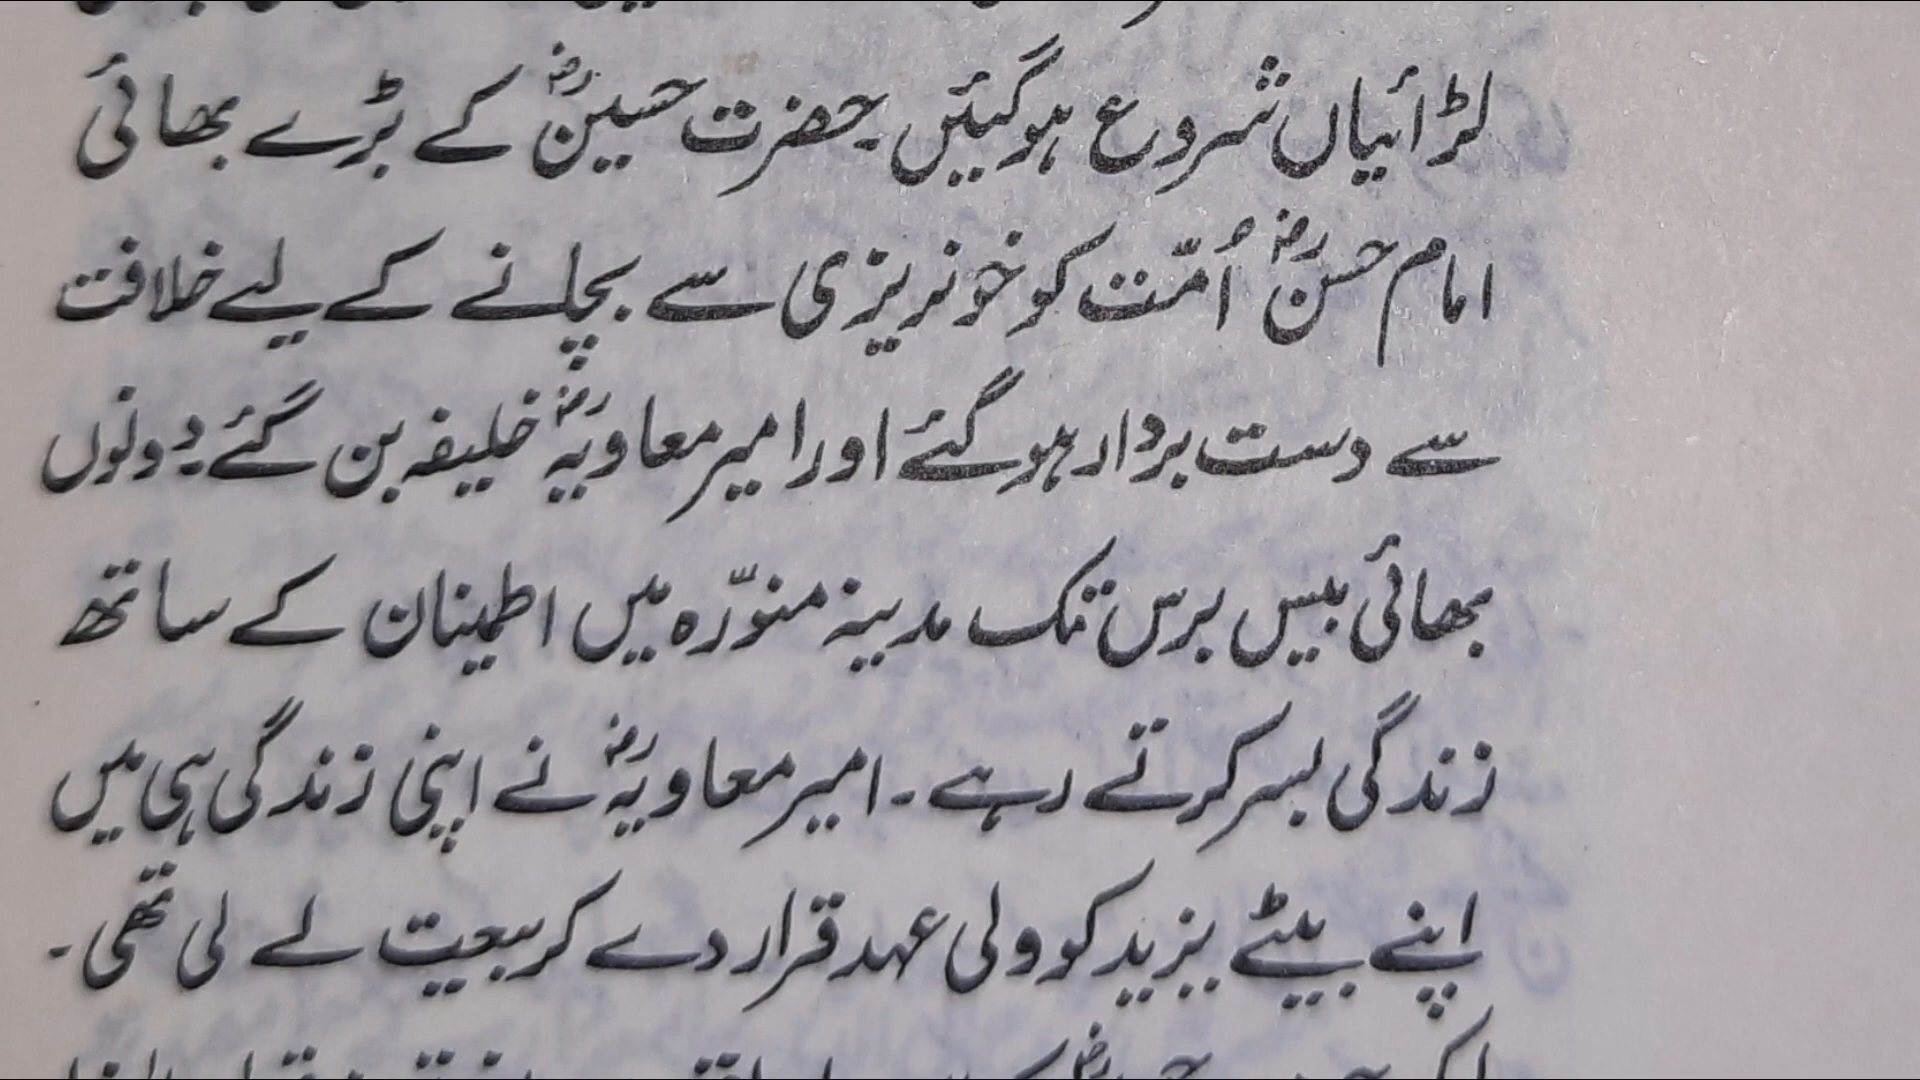 لڑائیاں شروع ہوگئیں۔ حضرت حسینؓ کے بڑے بھائی
امام حسنؓ اُمّت کو خونریزی سے بچانے کے لیے خلافت
سے دست بردار ہوگئے اور امیر معاویہؓ خلیفہ بن گئے۔ دونوں
بھائی بیس برس تک مدینہ منوّرہ میں اطمینان کے ساتھ
زندگی بسر کرتے رہے۔ امیر معاویہؓ نے اپنی زندگی ہی میں
اپنے بیٹے یزید کو ولی عہد قرار دے کر بیعت لے لی تھی۔